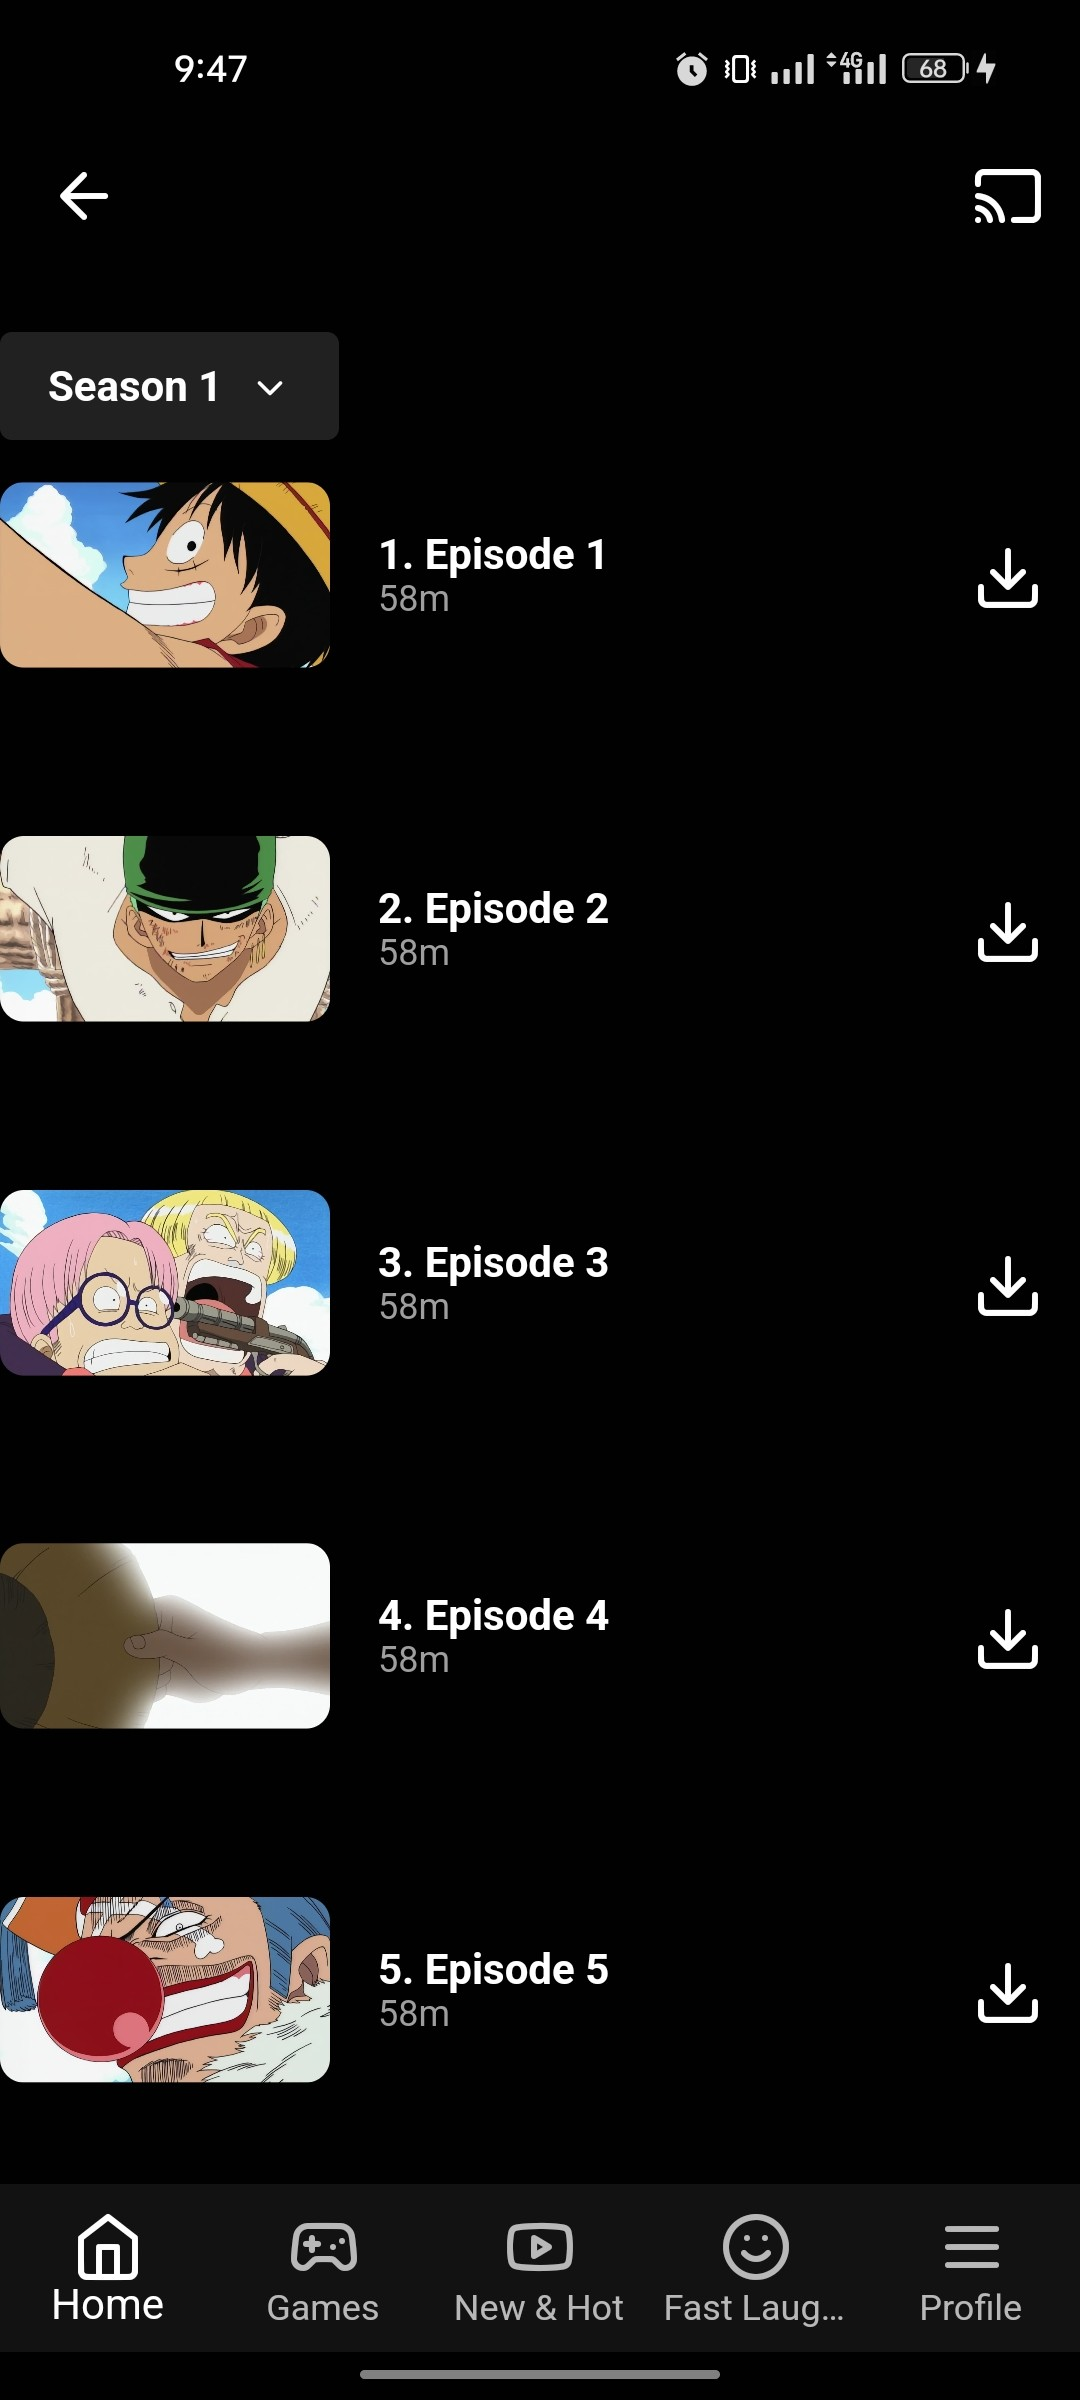 9:47
4G
68
Season 1
1. Episode 1
58m
2. Episode 2
58m
3. Episode 3
58m
4. Episode 4
58m
5. Episode 5
58m
Home
Games
New & Hot
Fast Laug...
Profile